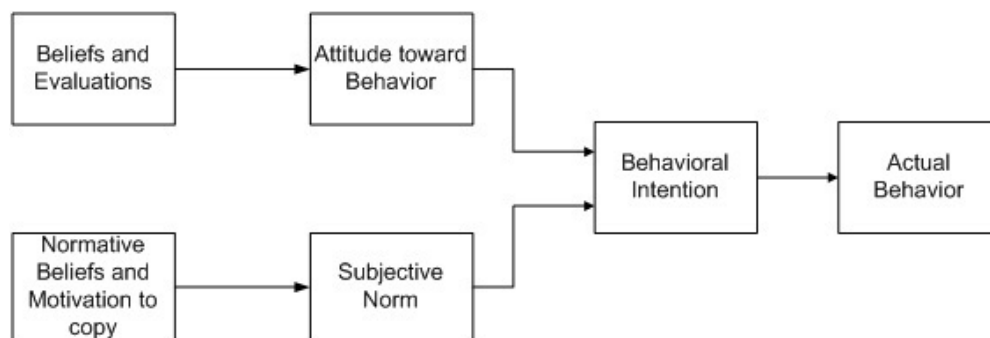 Beliefs and
Evaluations
Attitude toward
Behavior
Behavioral
Intention
Actual
Behavior
Normative
Beliefs and
Motivation to
copy
Subjective
Norm